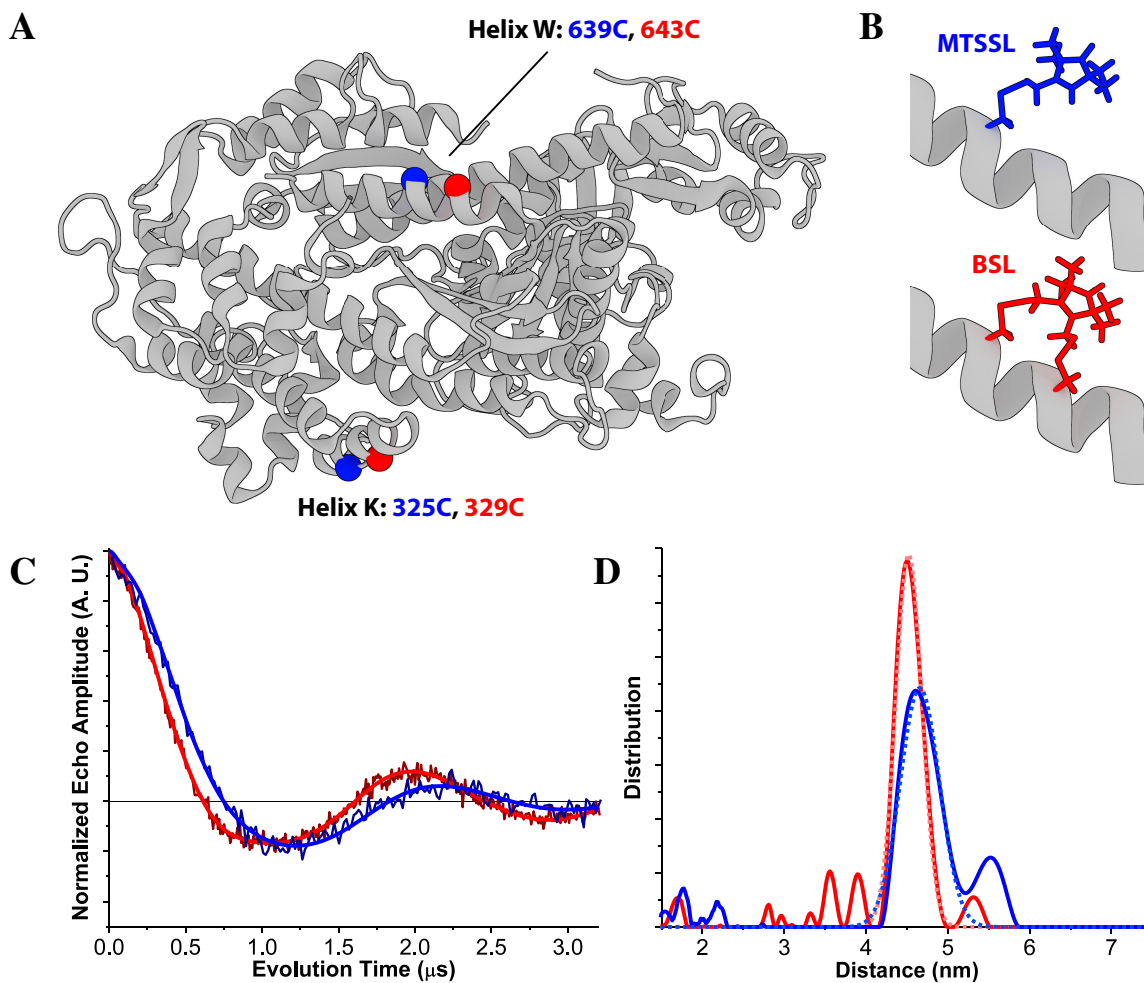 A
Helix W: 639C, 643C
B
MTSSL
BSL
Helix K: 325C, 329C
C
Normalized Echo Amplitude (A. U.)
0.0 0.5 1.0 1.5 2.0 2.5 3.0
Evolution Time (μs)
D
Distribution
2 3 4 5 6 7
Distance (nm)